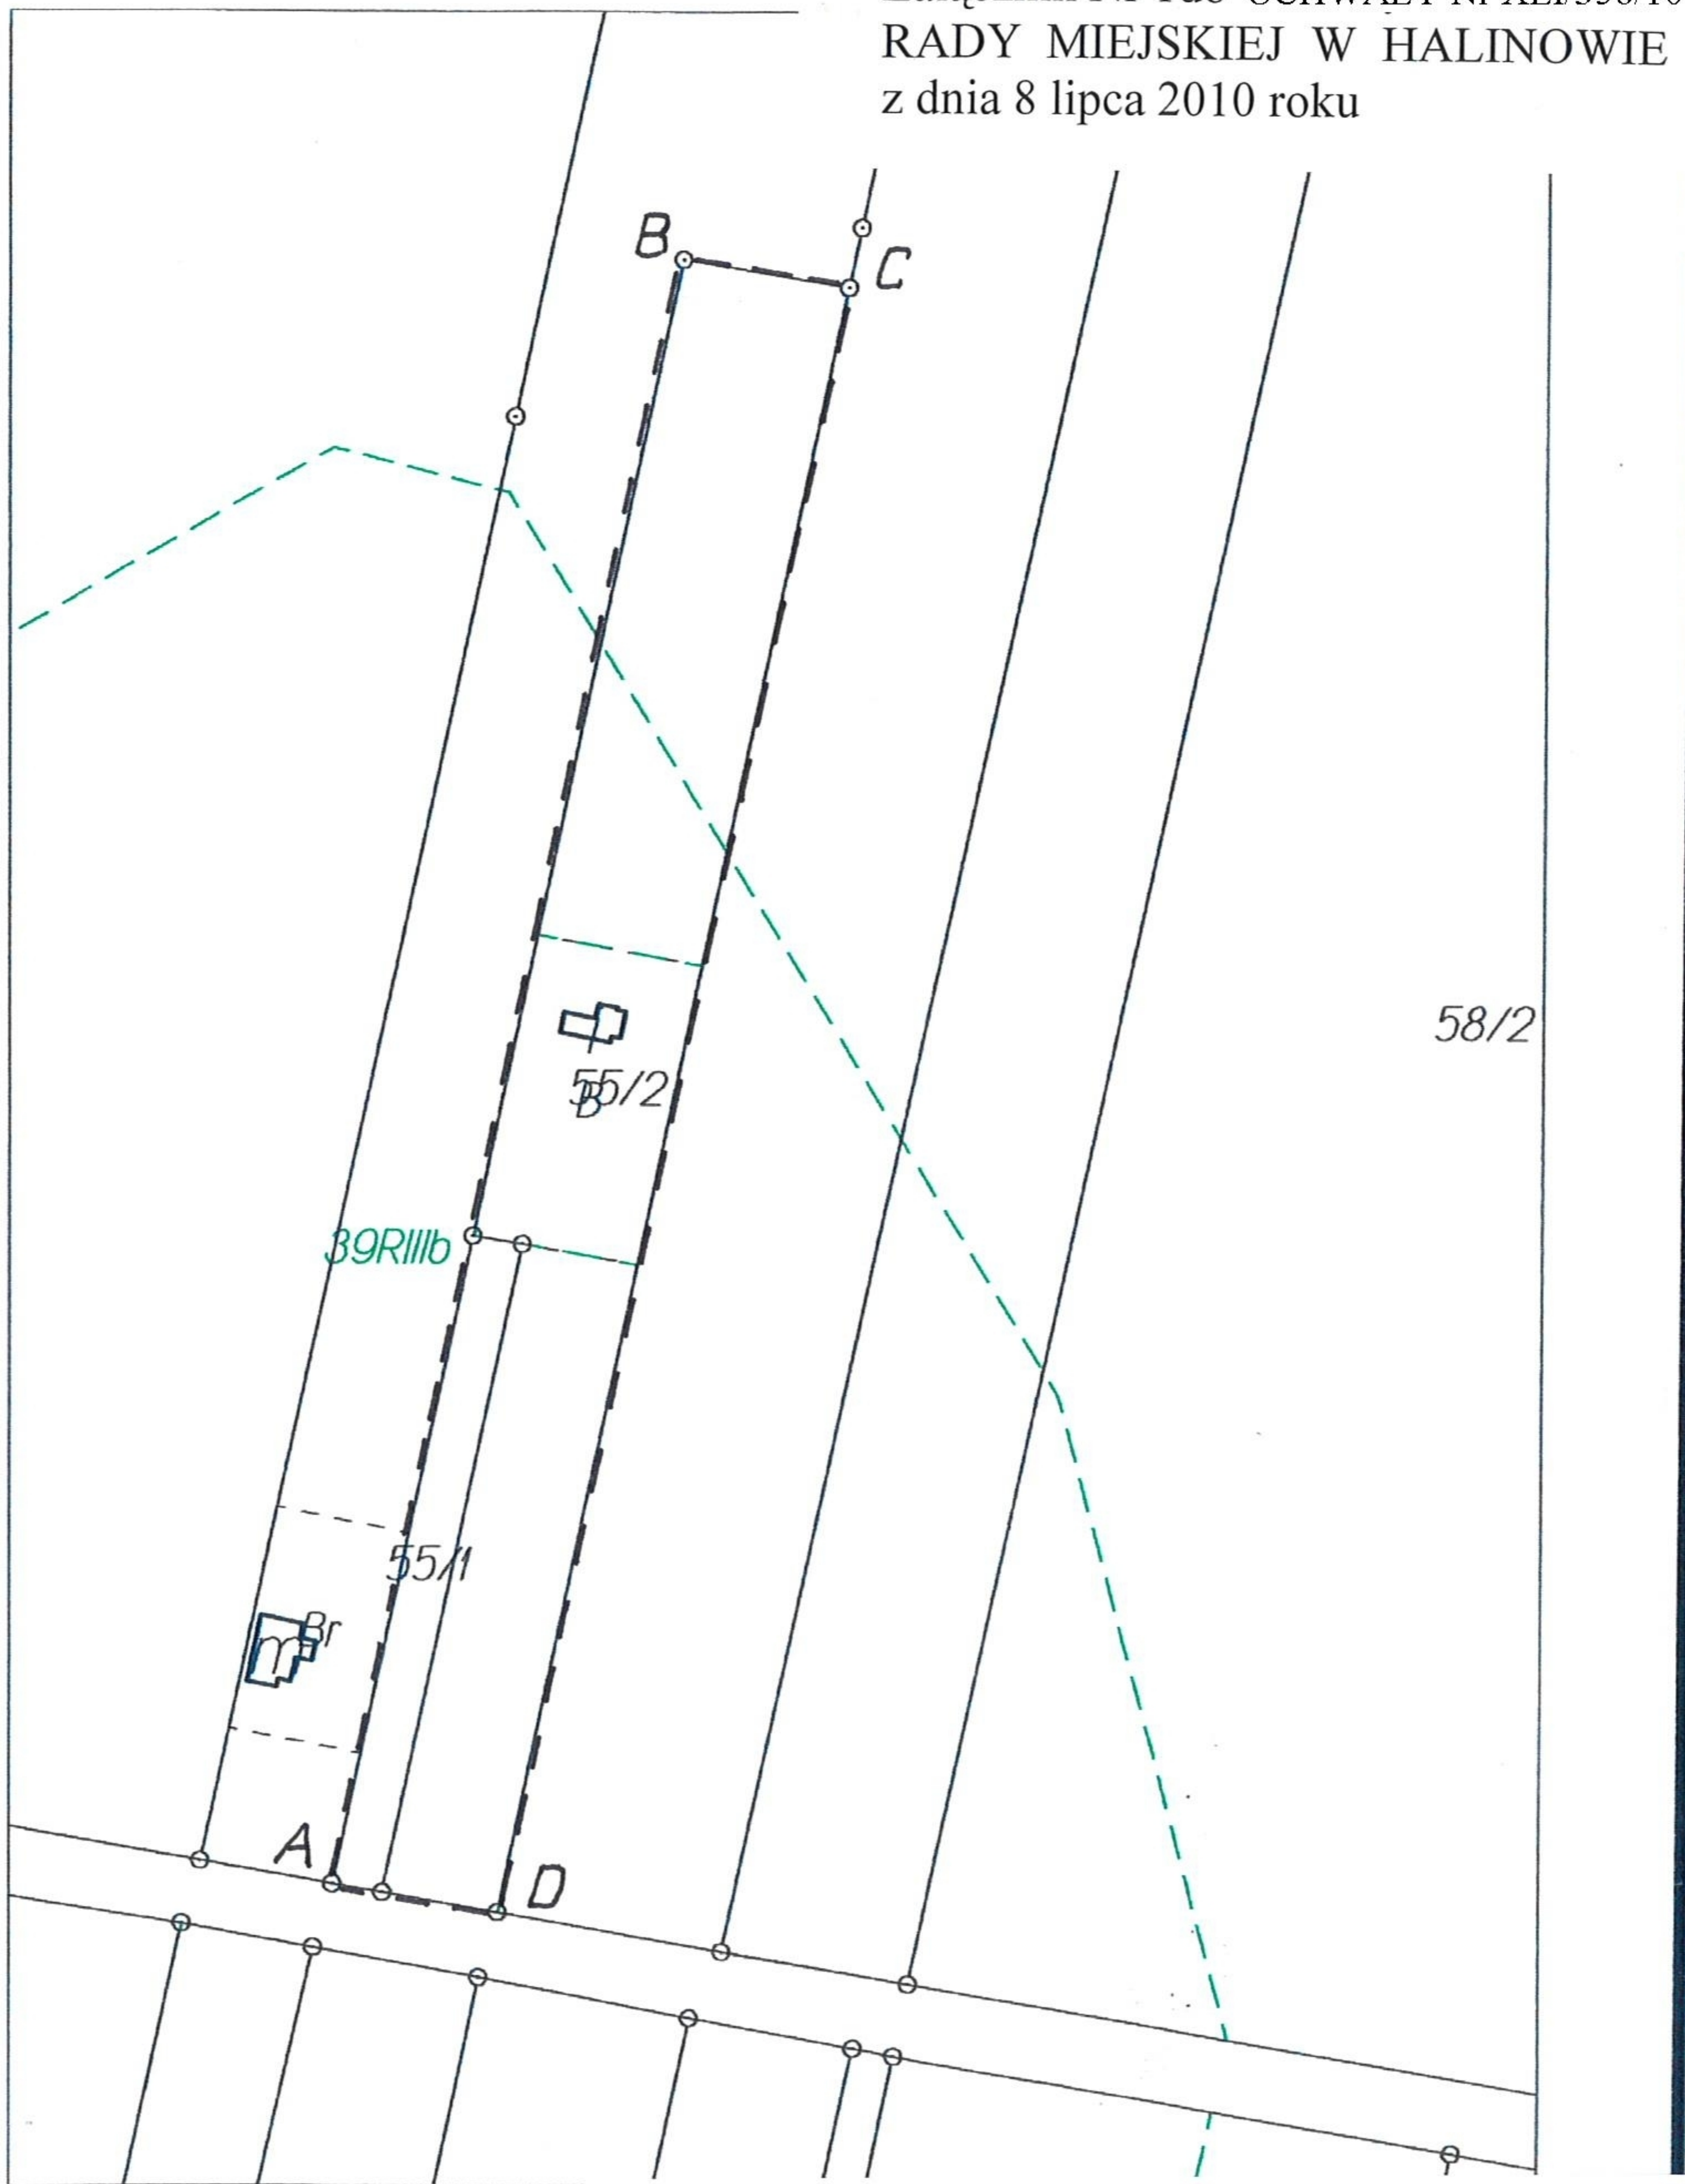 RADY MIEJSKIEJ W HALINOWIE
z dnia 8 lipca 2010 roku
B
C
58/2
55/2
B
39RIIIb
55/1
Br
m
A
D